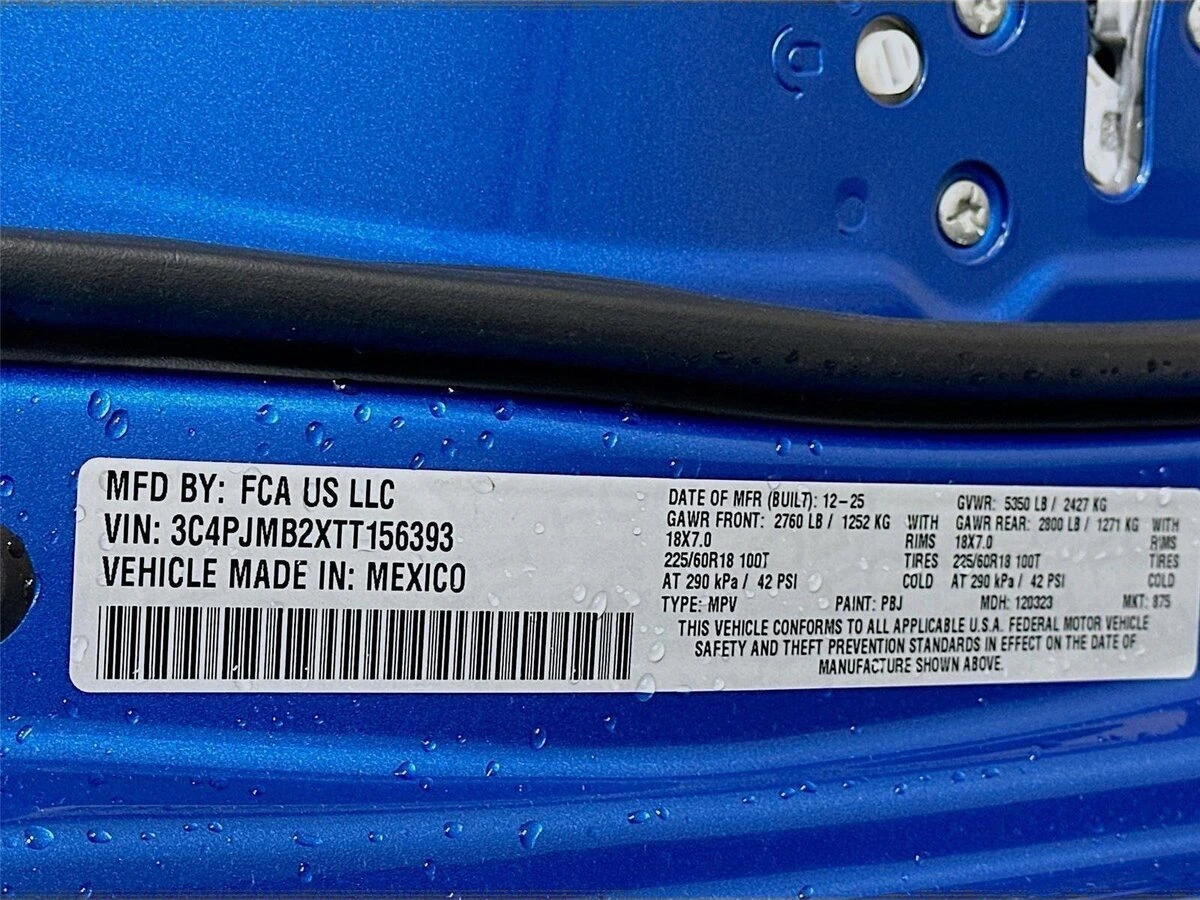 MFD BY: FCA US LLC
VIN: 3C4PJMB2XTT156393
VEHICLE MADE IN: MEXICO
DATE OF MFR (BUILT): 12-25 GVWR: 5350 LB / 2427 KG
GAWR FRONT: 2760 LB / 1252 KG WITH GAWR REAR: 2800 LB / 1271 KG WITH
18X7.0 RIMS 18X7.0 RIMS
225/60R18 100T TIRES 225/60R18 100T TIRES
AT 290 kPa / 42 PSI COLD AT 290 kPa / 42 PSI COLD
TYPE: MPV PAINT: PBJ MDH: 120323 MKT: 875
THIS VEHICLE CONFORMS TO ALL APPLICABLE U.S.A. FEDERAL MOTOR VEHICLE
SAFETY AND THEFT PREVENTION STANDARDS IN EFFECT ON THE DATE OF
MANUFACTURE SHOWN ABOVE.